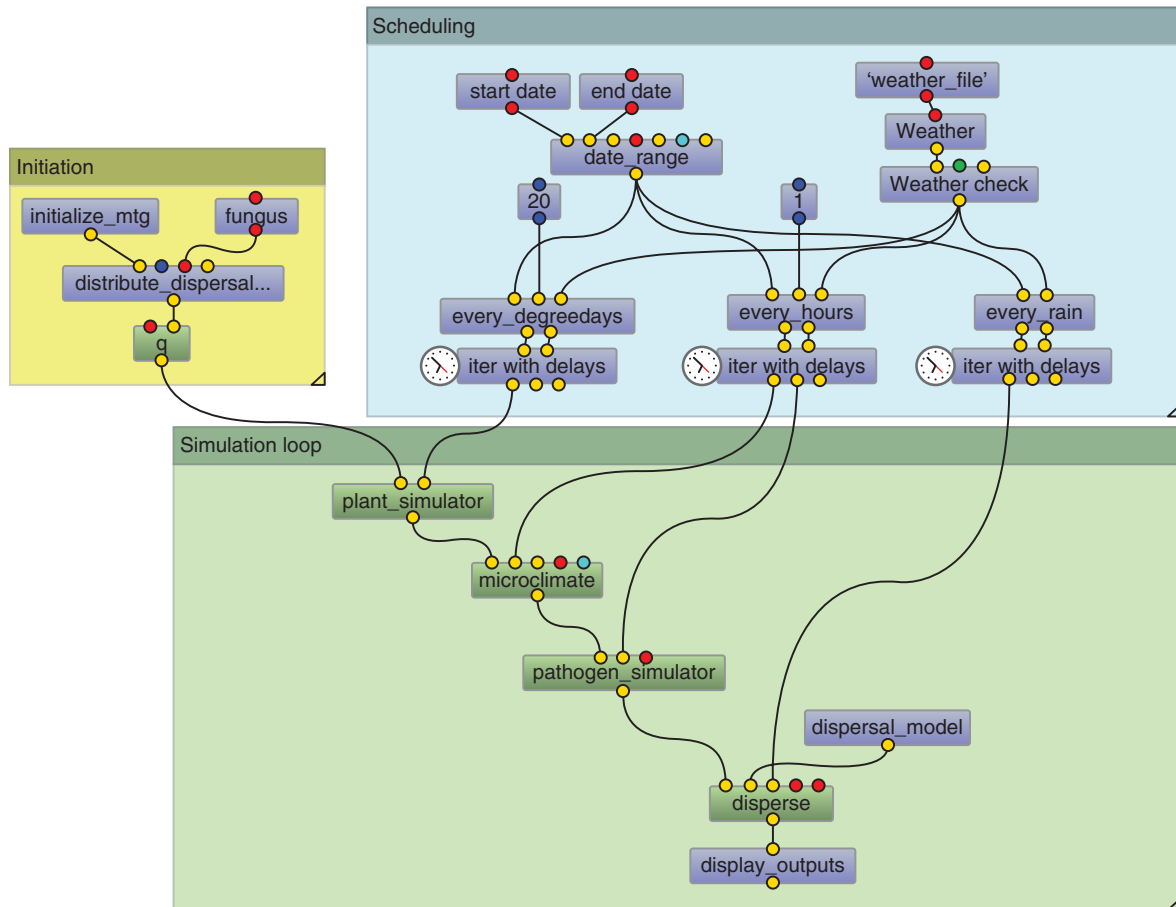 Scheduling
start date
end date
‘weather_file’
Weather
date_range
Weather check
20
1
every_degreedays
every_hours
every_rain
iter with delays
iter with delays
iter with delays
Initiation
initialize_mtg
fungus
distribute_dispersal...
q
Simulation loop
plant_simulator
microclimate
pathogen_simulator
dispersal_model
disperse
display_outputs